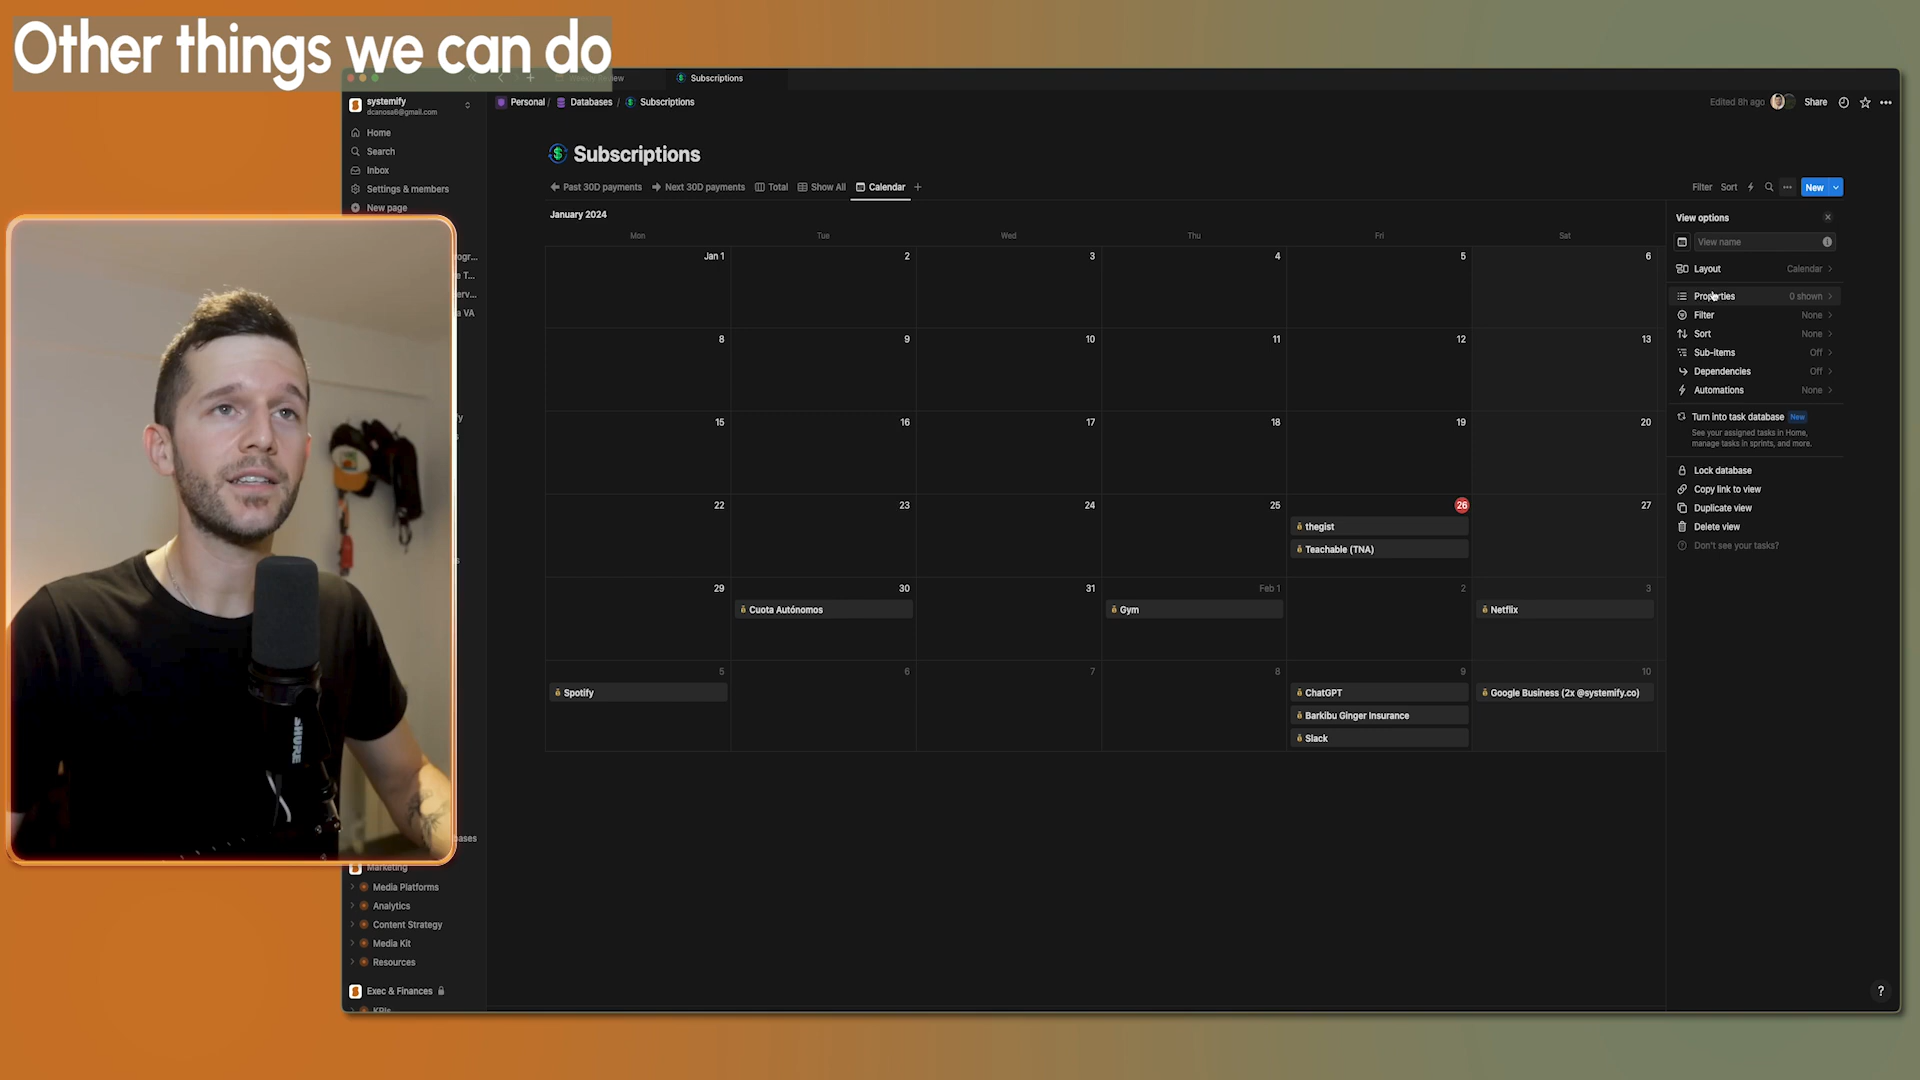 Other things we can do
Subscriptions
systemify
dcanosa6@gmail.com
Personal / Databases / Subscriptions
Edited 8h ago
Share
Home
Search
Inbox
Settings & members
New page
Subscriptions
Past 30D payments
Next 30D payments
Total
Show All
Calendar
Filter
Sort
New
January 2024
Mon
Tue
Wed
Thu
Fri
Sat
Jan 1
2
3
4
5
6
8
9
10
11
12
13
15
16
17
18
19
20
22
23
24
25
26
27
thegist
Teachable (TNA)
29
30
31
Feb 1
2
3
Cuota Autónomos
Gym
Netflix
5
6
7
8
9
10
Spotify
ChatGPT
Google Business (2x @systemify.co)
Barkibu Ginger Insurance
Slack
View options
View name
Layout Calendar
Properties 0 shown
Filter None
Sort None
Sub-items Off
Dependencies Off
Automations None
Turn into task database New
See your assigned tasks in Home,
manage tasks in sprints, and more.
Lock database
Copy link to view
Duplicate view
Delete view
Don't see your tasks?
SHURE
Marketing
Media Platforms
Analytics
Content Strategy
Media Kit
Resources
Exec & Finances
KPIs
?